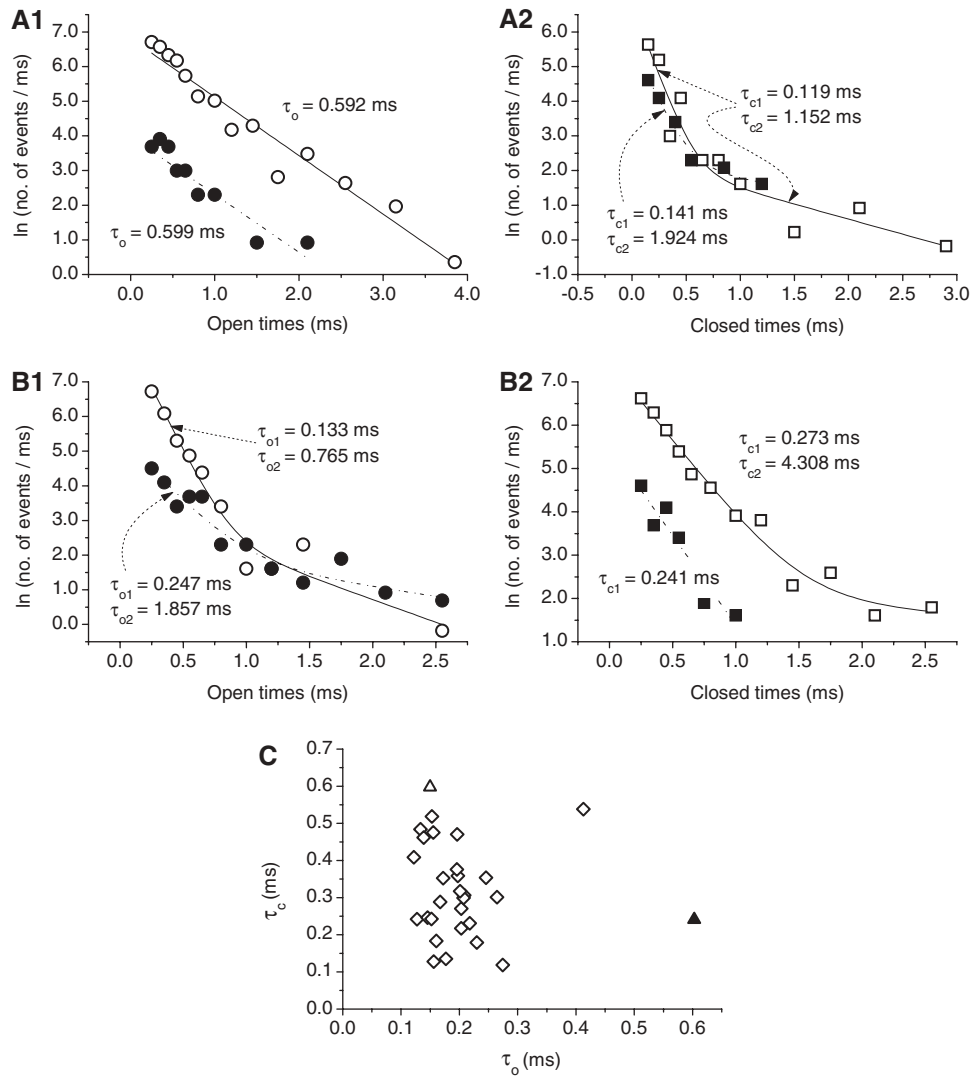 A1
7.0
6.0
5.0
4.0
3.0
2.0
1.0
0.0
ln (no. of events / ms)
τo = 0.592 ms
τo = 0.599 ms
0.0 1.0 2.0 3.0 4.0
Open times (ms)
A2
7.0
6.0
5.0
4.0
3.0
2.0
1.0
0.0
-1.0
ln (no. of events / ms)
τc1 = 0.119 ms
τc2 = 1.152 ms
τc1 = 0.141 ms
τc2 = 1.924 ms
-0.5 0.0 0.5 1.0 1.5 2.0 2.5 3.0
Closed times (ms)
B1
7.0
6.0
5.0
4.0
3.0
2.0
1.0
0.0
ln (no. of events / ms)
τo1 = 0.133 ms
τo2 = 0.765 ms
τo1 = 0.247 ms
τo2 = 1.857 ms
0.0 0.5 1.0 1.5 2.0 2.5
Open times (ms)
B2
7.0
6.0
5.0
4.0
3.0
2.0
1.0
ln (no. of events / ms)
τc1 = 0.273 ms
τc2 = 4.308 ms
τc1 = 0.241 ms
0.0 0.5 1.0 1.5 2.0 2.5
Closed times (ms)
C
0.7
0.6
0.5
0.4
0.3
0.2
0.1
0.0
τc (ms)
0.0 0.1 0.2 0.3 0.4 0.5 0.6
τo (ms)